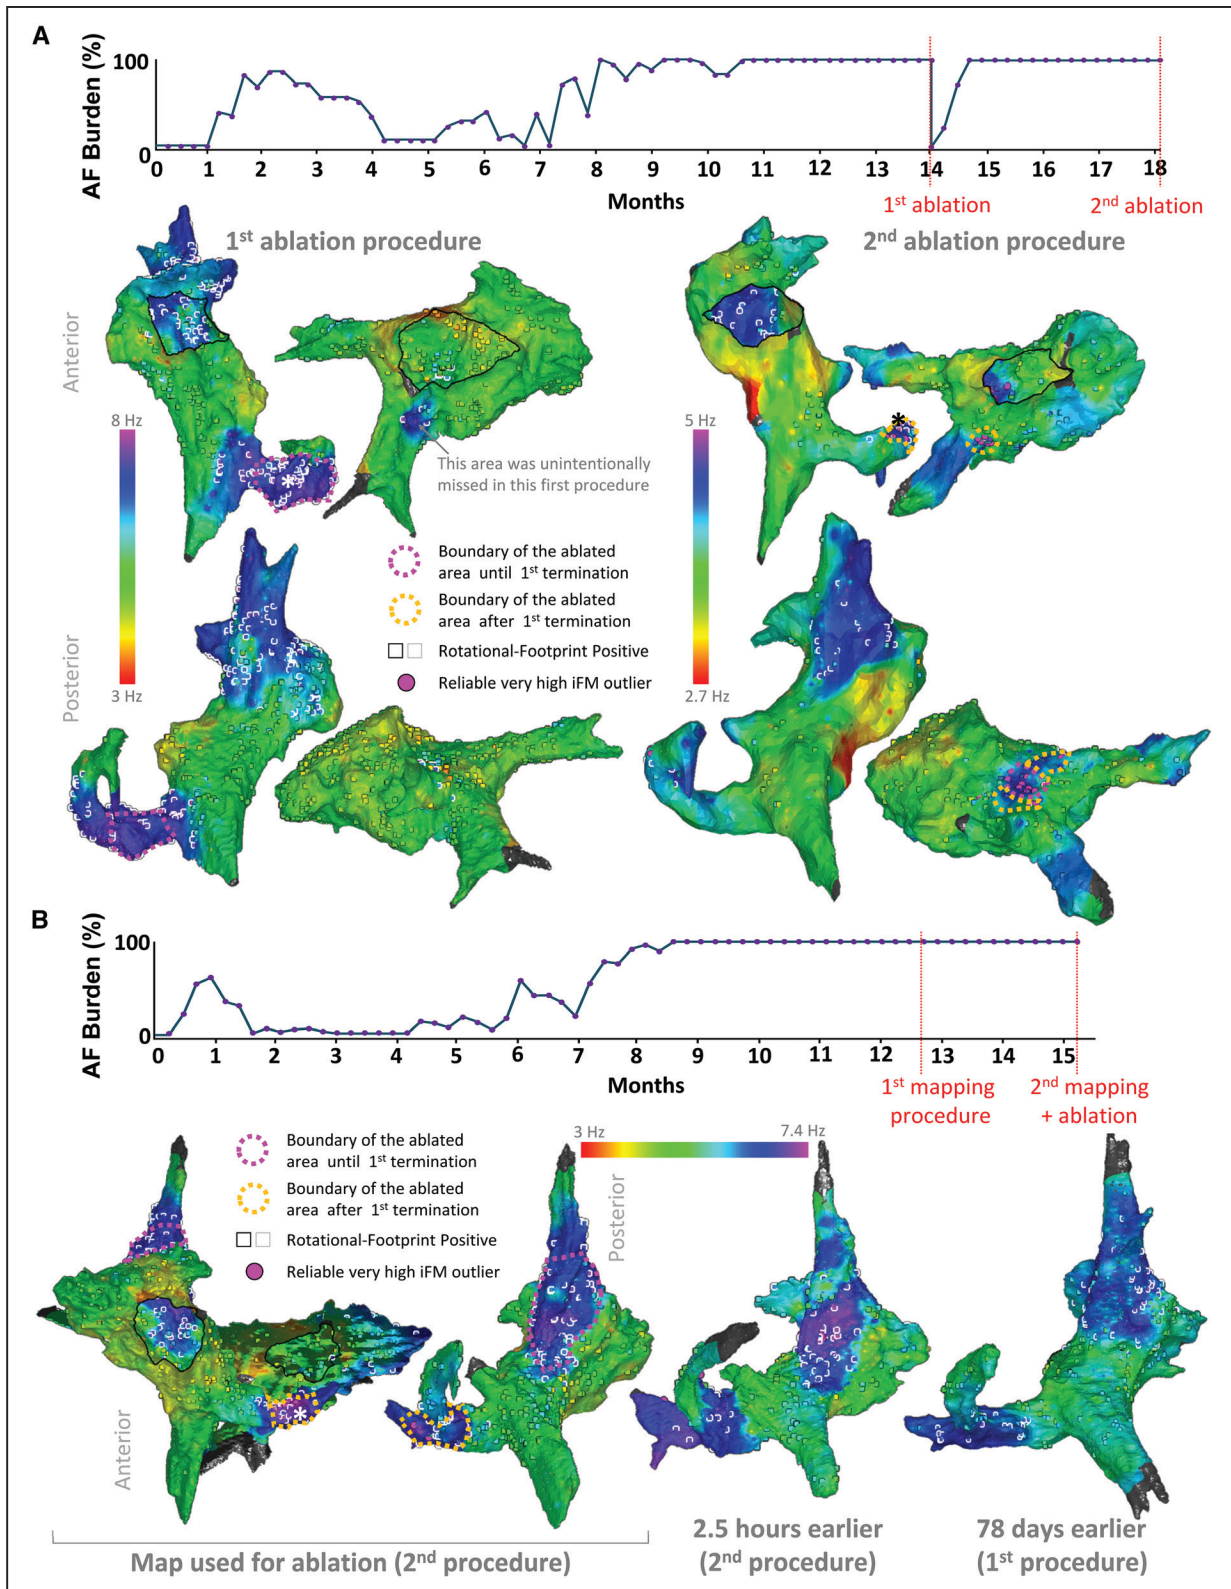 A
AF Burden (%)
100
0
0 1 2 3 4 5 6 7 8 9 10 11 12 13 14 15 16 17 18
Months
1st ablation
2nd ablation
1st ablation procedure
2nd ablation procedure
Anterior
8 Hz
3 Hz
*
This area was unintentionally
missed in this first procedure
*
5 Hz
2.7 Hz
Boundary of the ablated
area until 1st termination
Boundary of the ablated
area after 1st termination
Rotational-Footprint Positive
Reliable very high iFM outlier
Posterior
B
AF Burden (%)
100
0
0 1 2 3 4 5 6 7 8 9 10 11 12 13 14 15
Months
1st mapping
procedure
2nd mapping
+ ablation
Boundary of the ablated
area until 1st termination
Boundary of the ablated
area after 1st termination
Rotational-Footprint Positive
Reliable very high iFM outlier
3 Hz
7.4 Hz
Posterior
Anterior
*
Map used for ablation (2nd procedure)
2.5 hours earlier
(2nd procedure)
78 days earlier
(1st procedure)